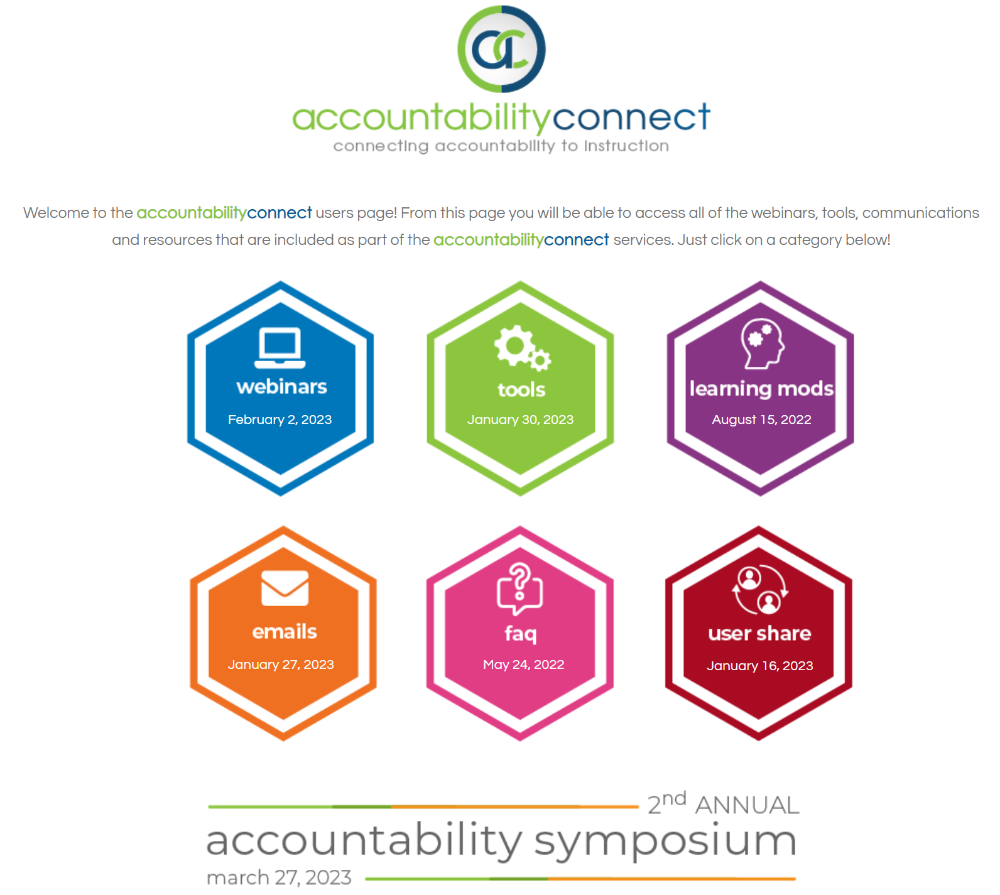 ac
accountabilityconnect
connecting accountability to instruction
Welcome to the accountabilityconnect users page! From this page you will be able to access all of the webinars, tools, communications
and resources that are included as part of the accountabilityconnect services. Just click on a category below!
webinars
February 2, 2023
tools
January 30, 2023
learning mods
August 15, 2022
emails
January 27, 2023
faq
May 24, 2022
user share
January 16, 2023
2nd ANNUAL
accountability symposium
march 27, 2023